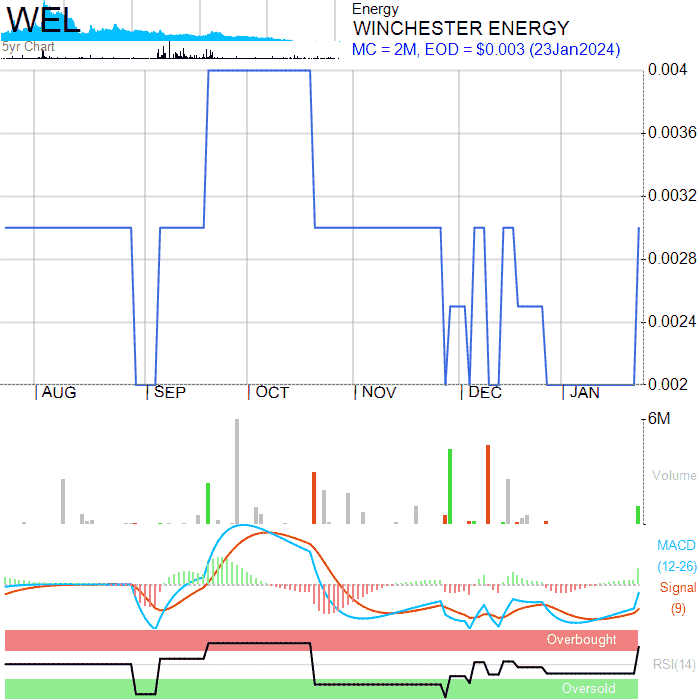 WEL
5yr Chart
Energy
WINCHESTER ENERGY
MC = 2M, EOD = $0.003 (23Jan2024)
0.004
0.0036
0.0032
0.0028
0.0024
0.002
AUG SEP OCT NOV DEC JAN
6M
Volume
MACD
(12-26)
Signal
(9)
Overbought
RSI(14)
Oversold